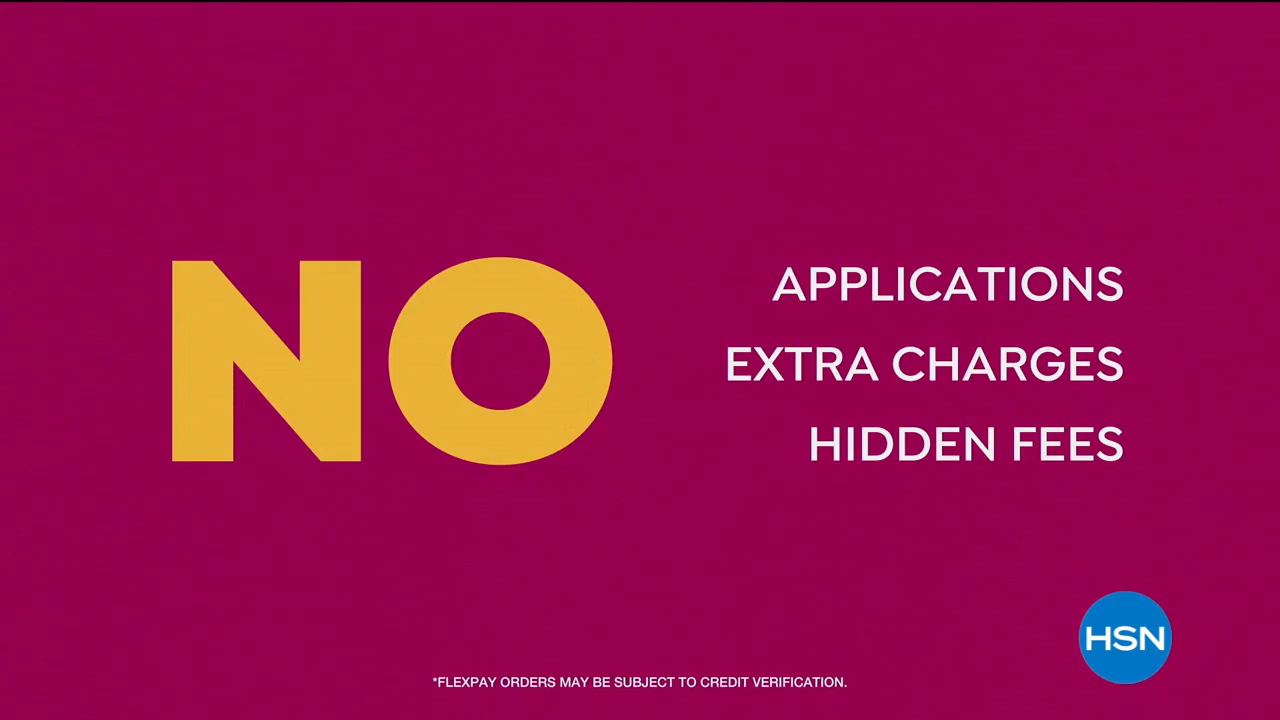 NO
APPLICATIONS
EXTRA CHARGES
HIDDEN FEES
HSN
*FLEXPAY ORDERS MAY BE SUBJECT TO CREDIT VERIFICATION.